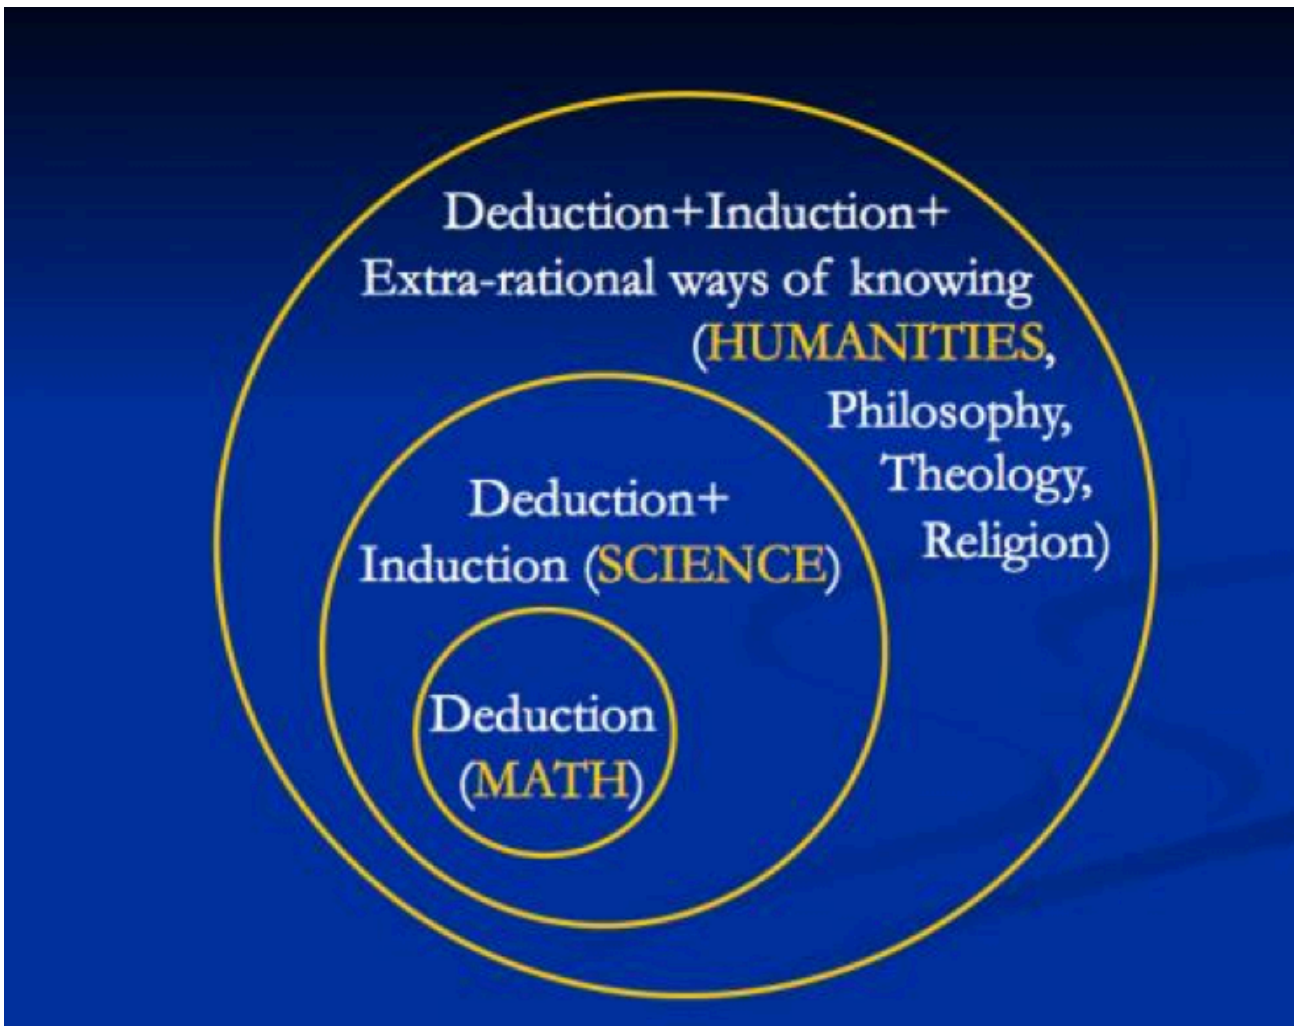 Deduction+Induction+
Extra-rational ways of knowing
(HUMANITIES,
Philosophy,
Theology,
Religion)
Deduction+
Induction (SCIENCE)
Deduction
(MATH)